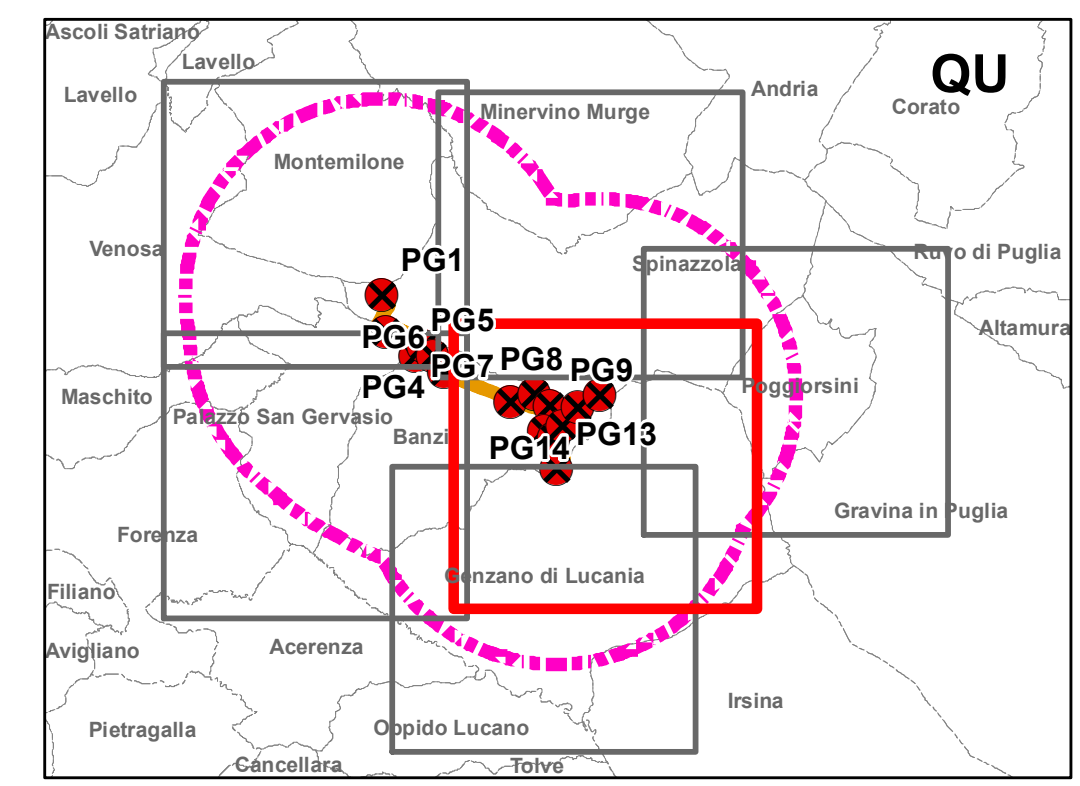 Ascoli Satriano
QU
Lavello
Andria
Lavello
Corato
Minervino Murge
Montemilone
Venosa
Ruvo di Puglia
PG1
Spinazzola
PG5
Altamura
PG6
PG8
PG7
PG9
PG4
Poggiorsini
Maschito
Palazzo San Gervasio
Banzi
PG13
PG14
Gravina in Puglia
Forenza
Genzano di Lucania
Filiano
Acerenza
Avigliano
Irsina
Pietragalla
Oppido Lucano
Cancellara
Tolve